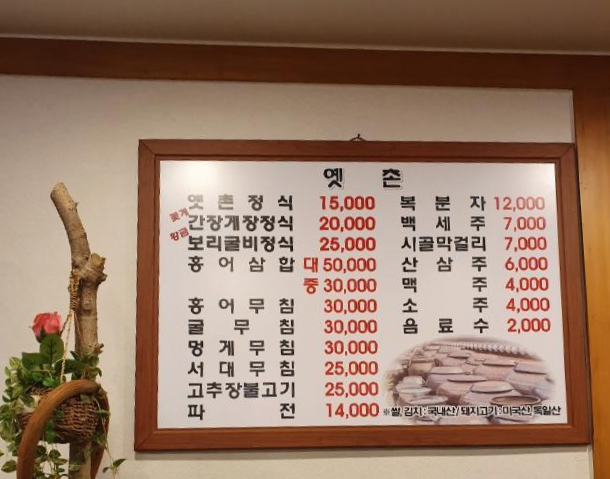 옛 촌
옛촌정식 15,000
꽃게 간장게장정식 20,000
황금 보리굴비정식 25,000
홍어삼합 대 50,000
중 30,000
홍어무침 30,000
굴무침 30,000
멍게무침 30,000
서대무침 25,000
고추장불고기 25,000
파전 14,000
복분자 12,000
백세주 7,000
시골막걸리 7,000
산삼주 6,000
맥주 4,000
소주 4,000
음료수 2,000
※쌀, 김치 : 국내산/ 돼지고기 : 미국산, 독일산